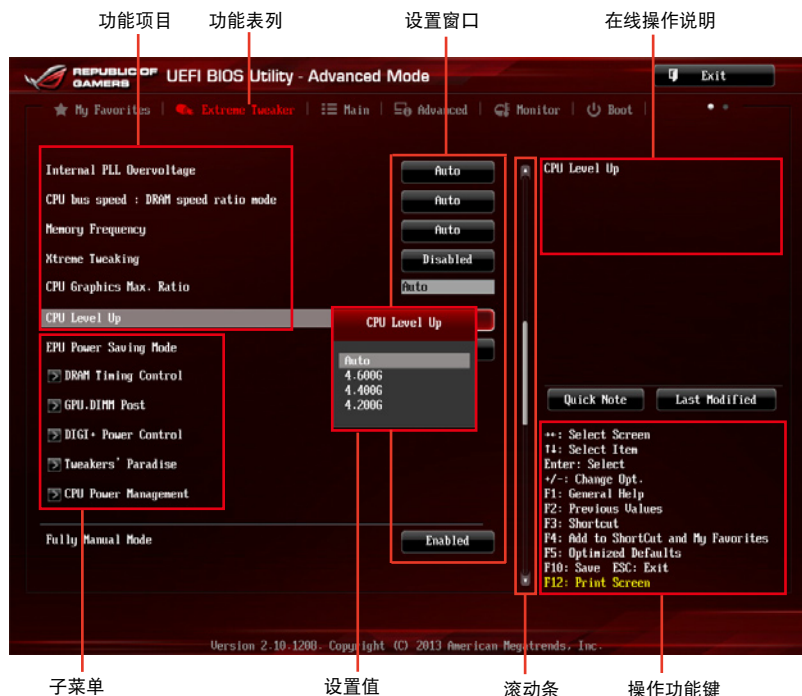 功能项目 功能表列 设置窗口 在线操作说明
REPUBLIC OF GAMERS UEFI BIOS Utility - Advanced Mode Exit
My Favorites Extreme Tweaker Main Advanced Monitor Boot
Internal PLL Overvoltage Auto CPU Level Up
CPU bus speed : DRAM speed ratio mode Auto
Memory Frequency Auto
Xtreme Tweaking Disabled
CPU Graphics Max. Ratio Auto
CPU Level Up
EPU Power Saving Mode
DRAM Timing Control
GPU.DIMM Post
DIGI+ Power Control
Tweakers' Paradise
CPU Power Management
Fully Manual Mode Enabled
CPU Level Up
Auto
4.600G
4.400G
4.200G
Quick Note Last Modified
→←: Select Screen
↑↓: Select Item
Enter: Select
+/-: Change Opt.
F1: General Help
F2: Previous Values
F3: Shortcut
F4: Add to ShortCut and My Favorites
F5: Optimized Defaults
F10: Save ESC: Exit
F12: Print Screen
Version 2.10.1208. Copyright (C) 2013 American Megatrends, Inc.
子菜单 设置值 滚动条 操作功能键